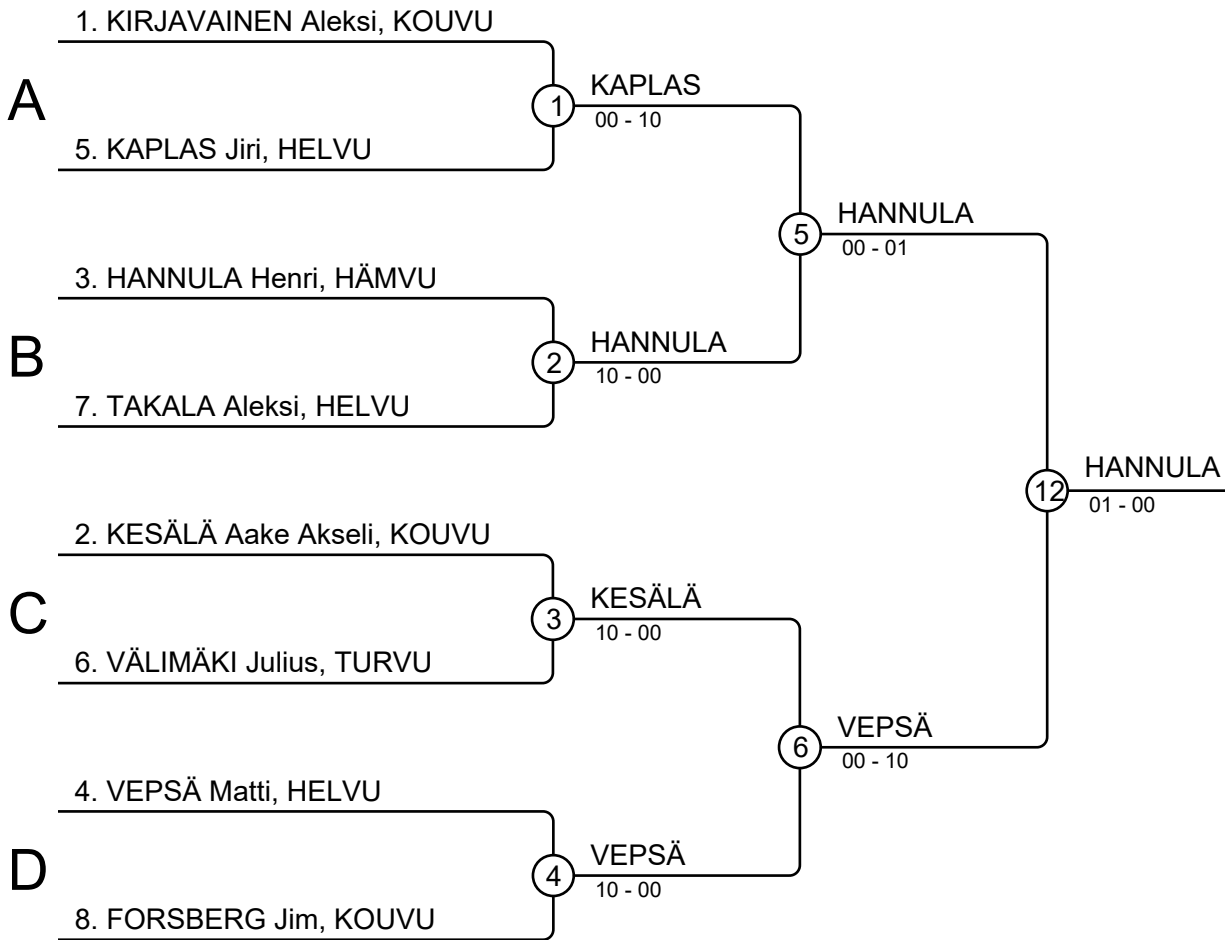 1. KIRJAVAINEN Aleksi, KOUVU
A
1
KAPLAS
00 - 10
5. KAPLAS Jiri, HELVU
5
HANNULA
00 - 01
3. HANNULA Henri, HÄMVU
B
2
HANNULA
10 - 00
7. TAKALA Aleksi, HELVU
12
HANNULA
01 - 00
2. KESÄLÄ Aake Akseli, KOUVU
C
3
KESÄLÄ
10 - 00
6. VÄLIMÄKI Julius, TURVU
6
VEPSÄ
00 - 10
4. VEPSÄ Matti, HELVU
D
4
VEPSÄ
10 - 00
8. FORSBERG Jim, KOUVU